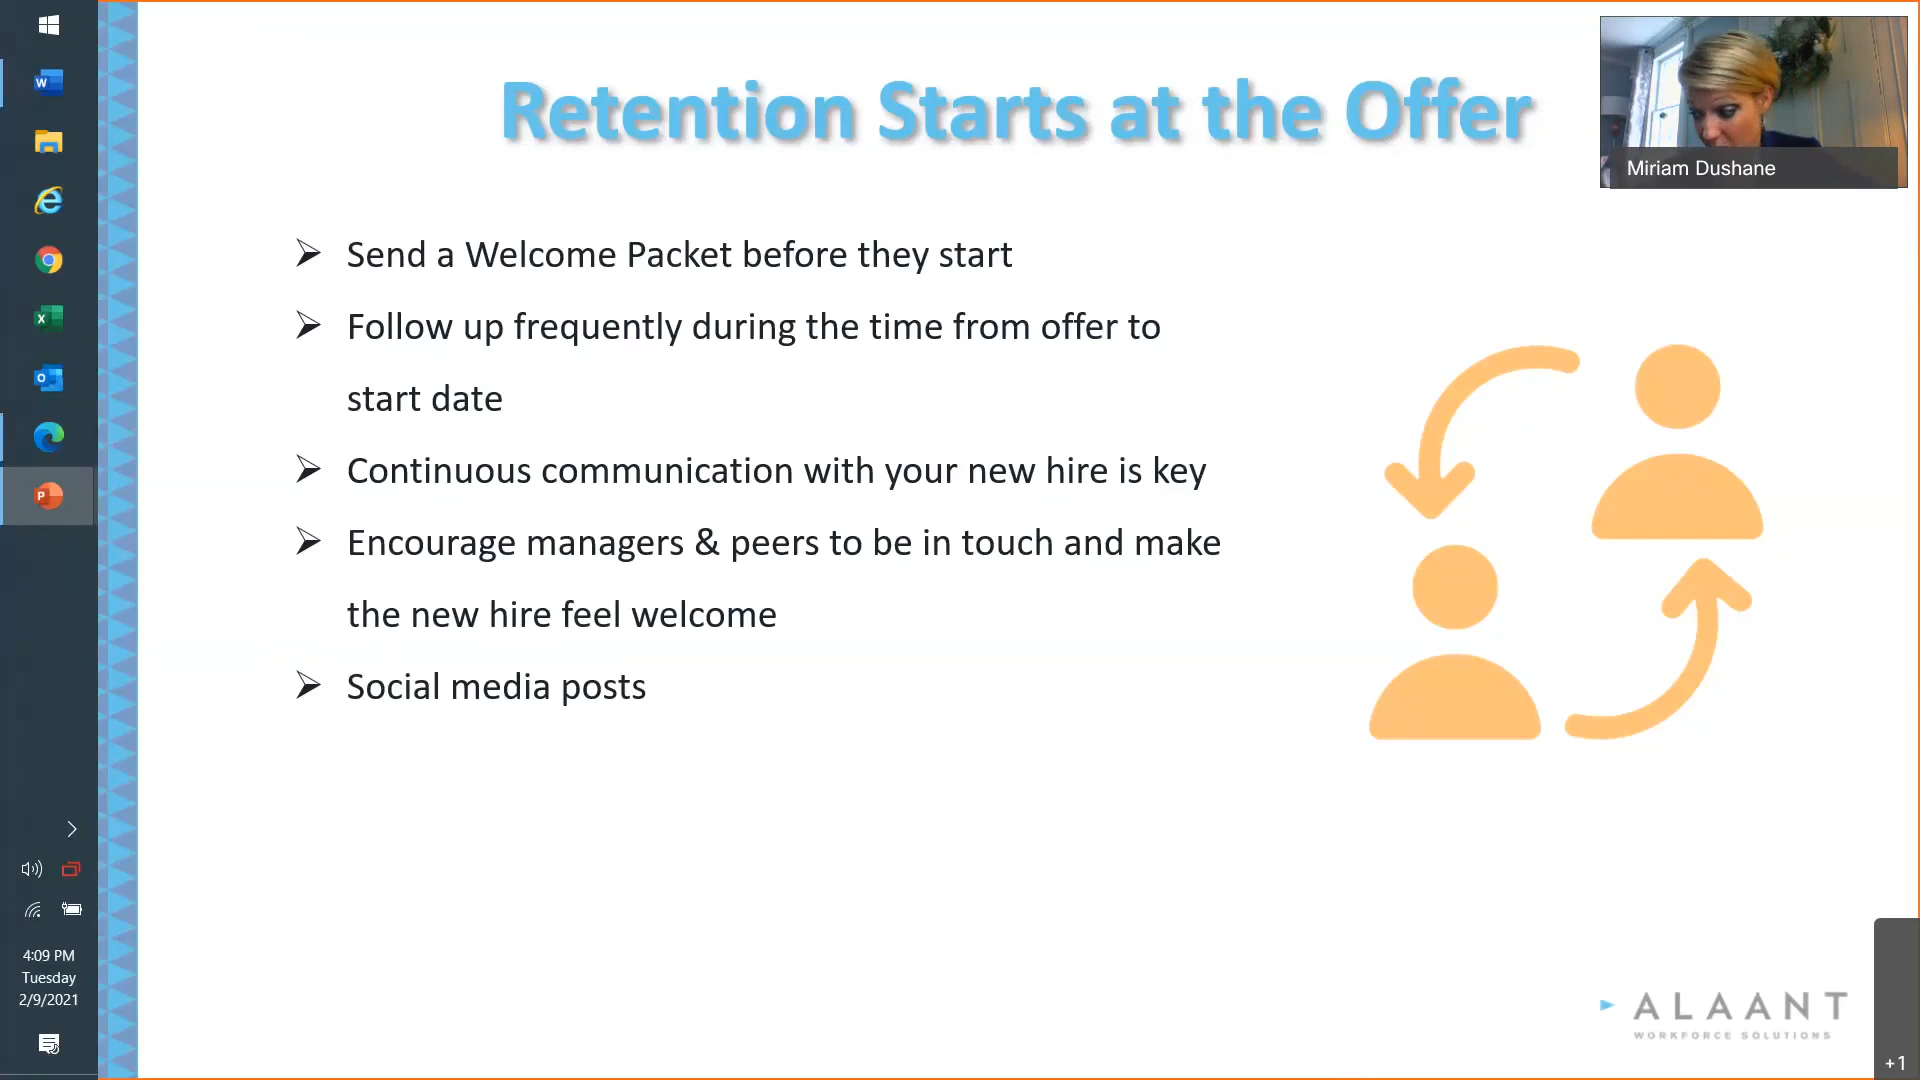 Retention Starts at the Offer
Miriam Dushane
Send a Welcome Packet before they start
Follow up frequently during the time from offer to
start date
Continuous communication with your new hire is key
Encourage managers & peers to be in touch and make
the new hire feel welcome
Social media posts
4:09 PM
Tuesday
2/9/2021
ALAANT
WORKFORCE SOLUTIONS
+1